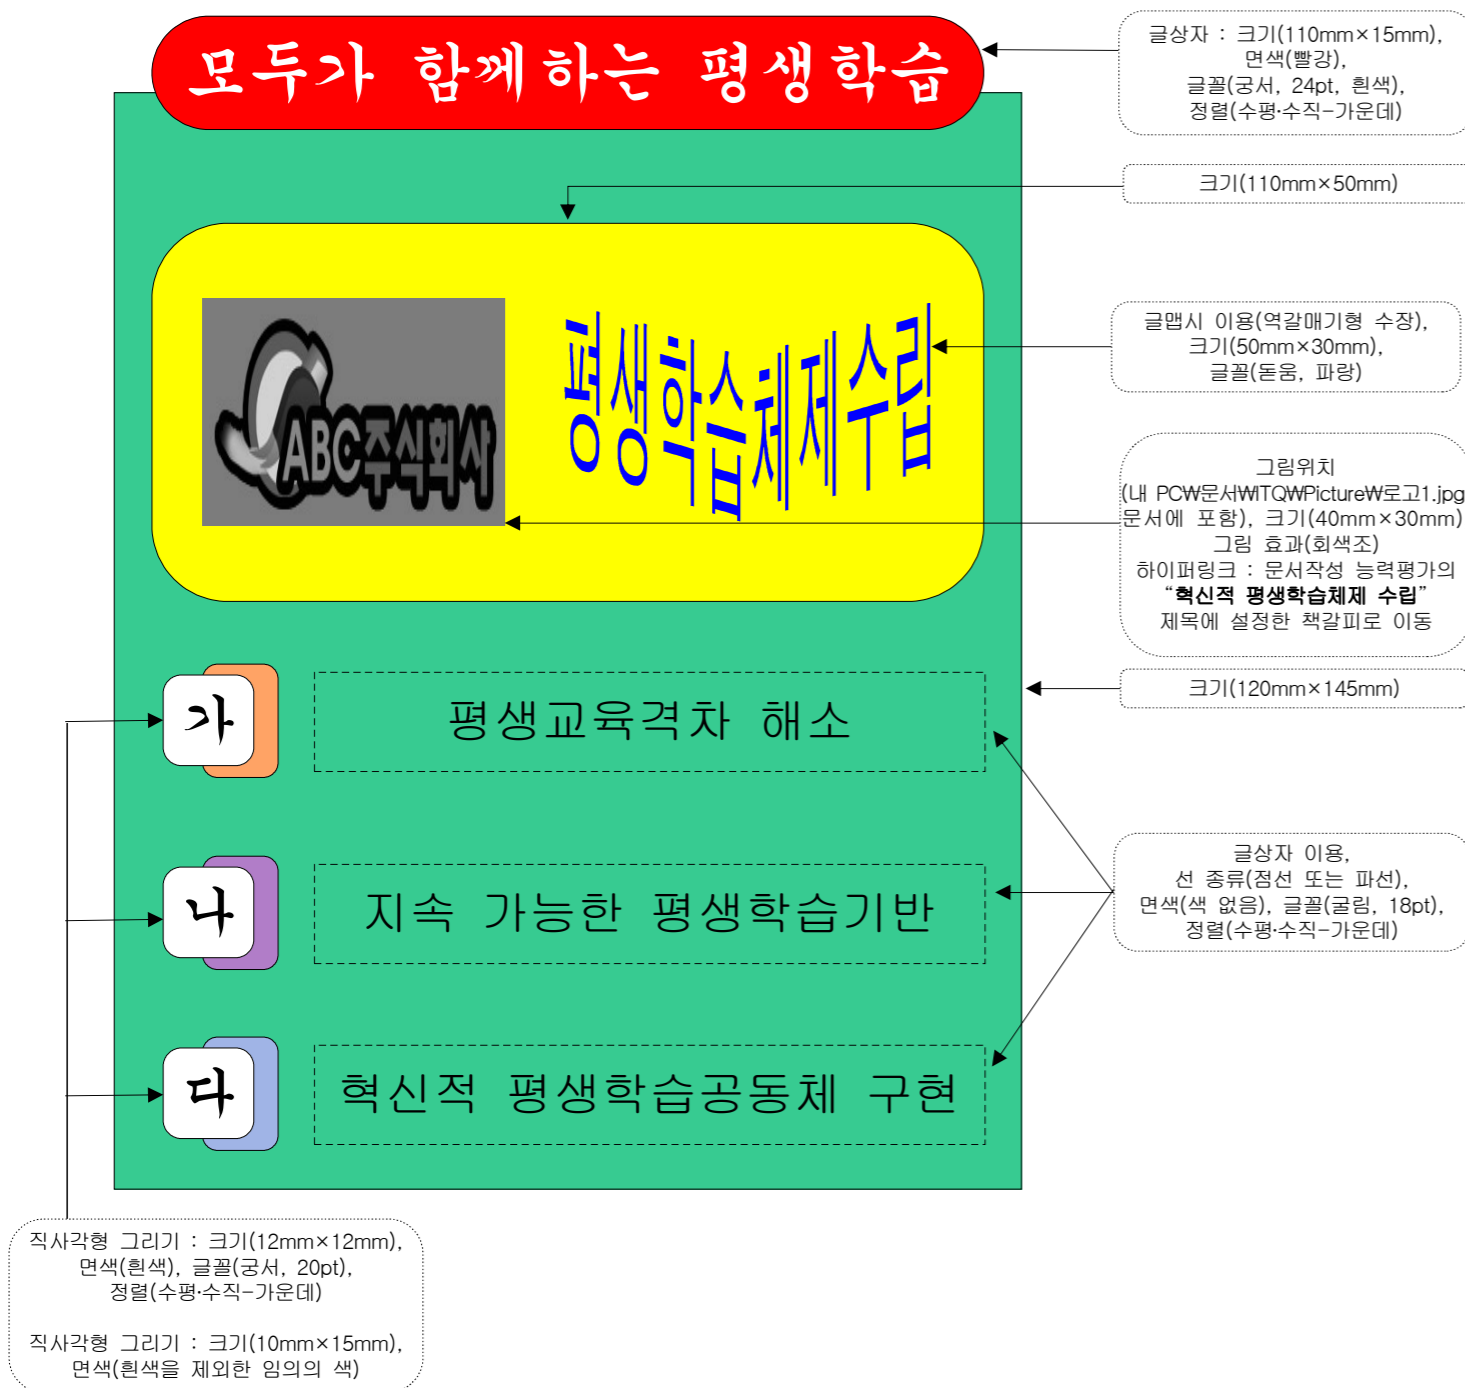 모두가 함께하는 평생학습
글상자 : 크기(110mm×15mm),
면색(빨강),
글꼴(궁서, 24pt, 흰색),
정렬(수평·수직-가운데)
크기(110mm×50mm)
ABC주식회사
평생학습체제수립
글맵시 이용(역갈매기형 수장),
크기(50mm×30mm),
글꼴(돋움, 파랑)
그림위치
(내 PC₩문서₩ITQ₩Picture₩로고1.jpg
문서에 포함), 크기(40mm×30mm)
그림 효과(회색조)
하이퍼링크 : 문서작성 능력평가의
“혁신적 평생학습체제 수립”
제목에 설정한 책갈피로 이동
크기(120mm×145mm)
가
평생교육격차 해소
나
지속 가능한 평생학습기반
글상자 이용,
선 종류(점선 또는 파선),
면색(색 없음), 글꼴(굴림, 18pt),
정렬(수평·수직-가운데)
다
혁신적 평생학습공동체 구현
직사각형 그리기 : 크기(12mm×12mm),
면색(흰색), 글꼴(궁서, 20pt),
정렬(수평·수직-가운데)
직사각형 그리기 : 크기(10mm×15mm),
면색(흰색을 제외한 임의의 색)